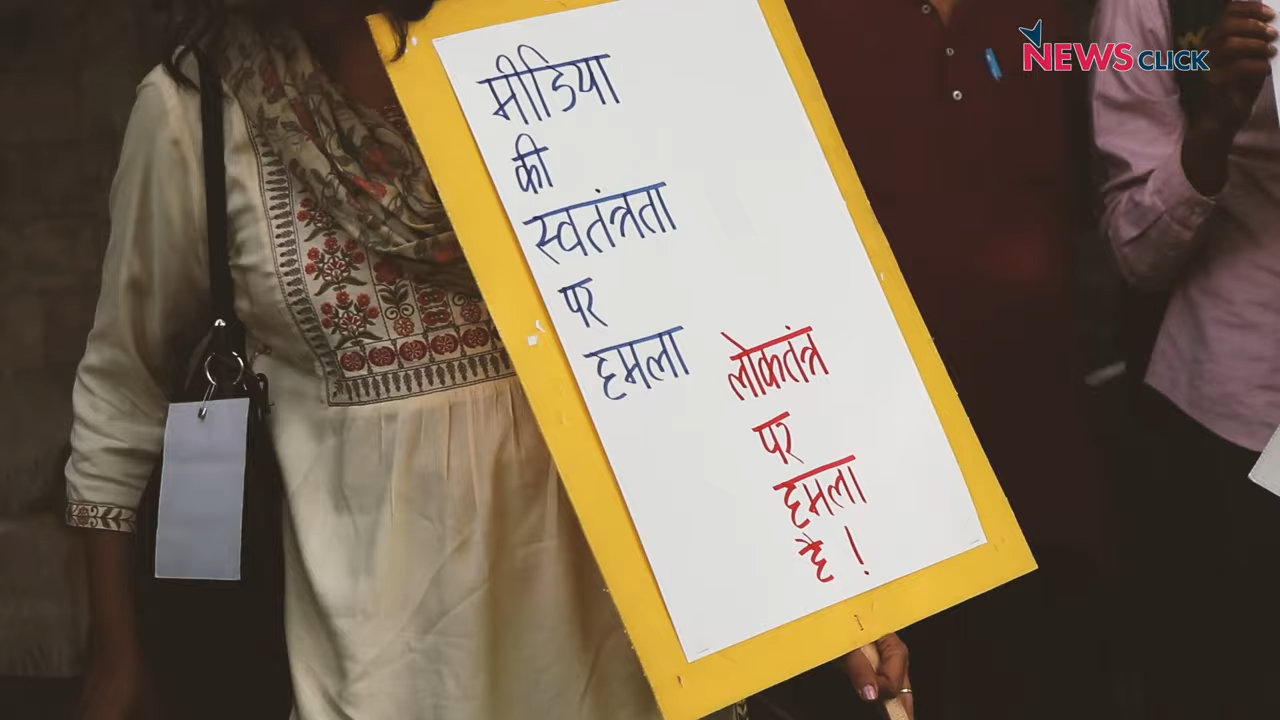 NEWSCLICK
मीडिया
की
स्वतंत्रता
पर
हमला
लोकतंत्र
पर
हमला
है !